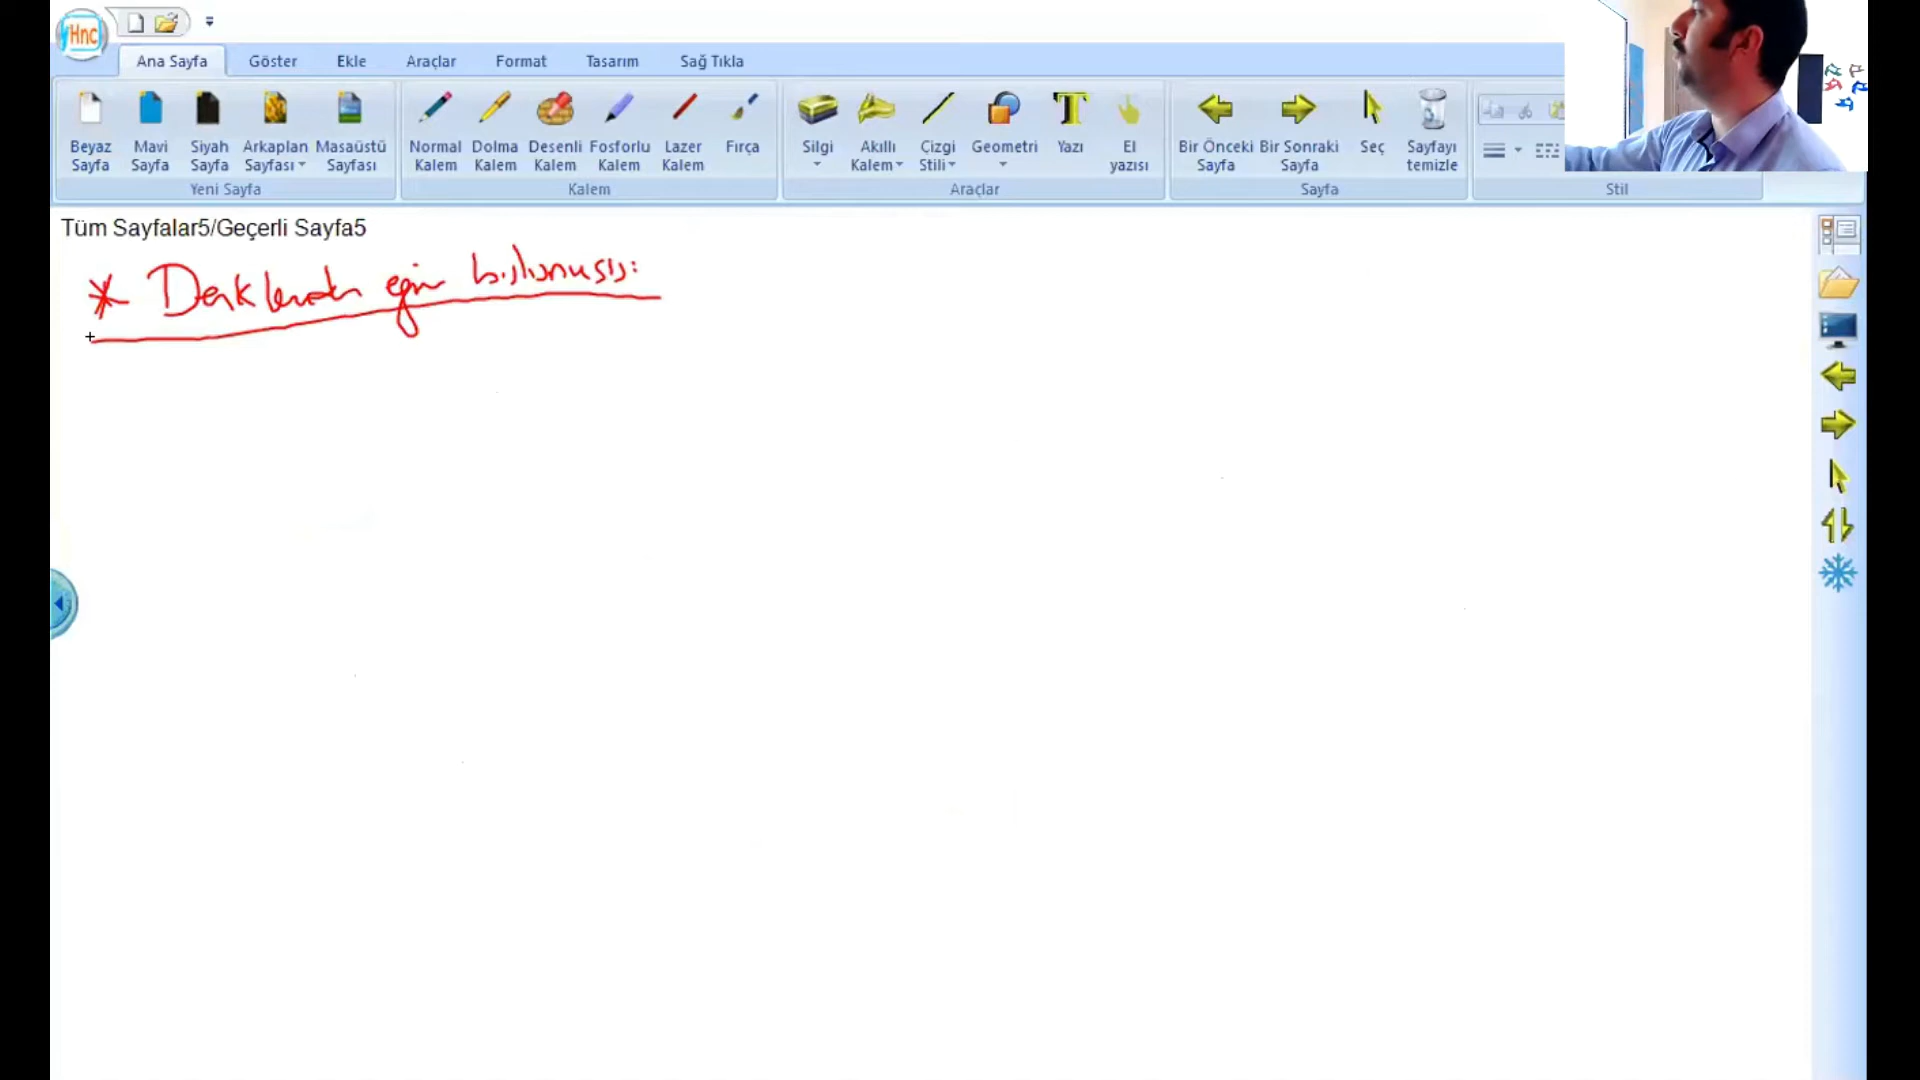 Hnc
Ana Sayfa Göster Ekle Araçlar Format Tasarım Sağ Tıkla
Beyaz Sayfa Mavi Sayfa Siyah Sayfa Arkaplan Sayfası Masaüstü Sayfası Normal Kalem Dolma Kalem Desenli Kalem Fosforlu Kalem Lazer Kalem Fırça Silgi Akıllı Kalem Çizgi Stili Geometri Yazı El yazısı Bir Önceki Sayfa Bir Sonraki Sayfa Seç Sayfayı temizle
Yeni Sayfa Kalem Araçlar Sayfa Stil
Tüm Sayfalar5/Geçerli Sayfa5
* Denklemden eğim bulunuşu: